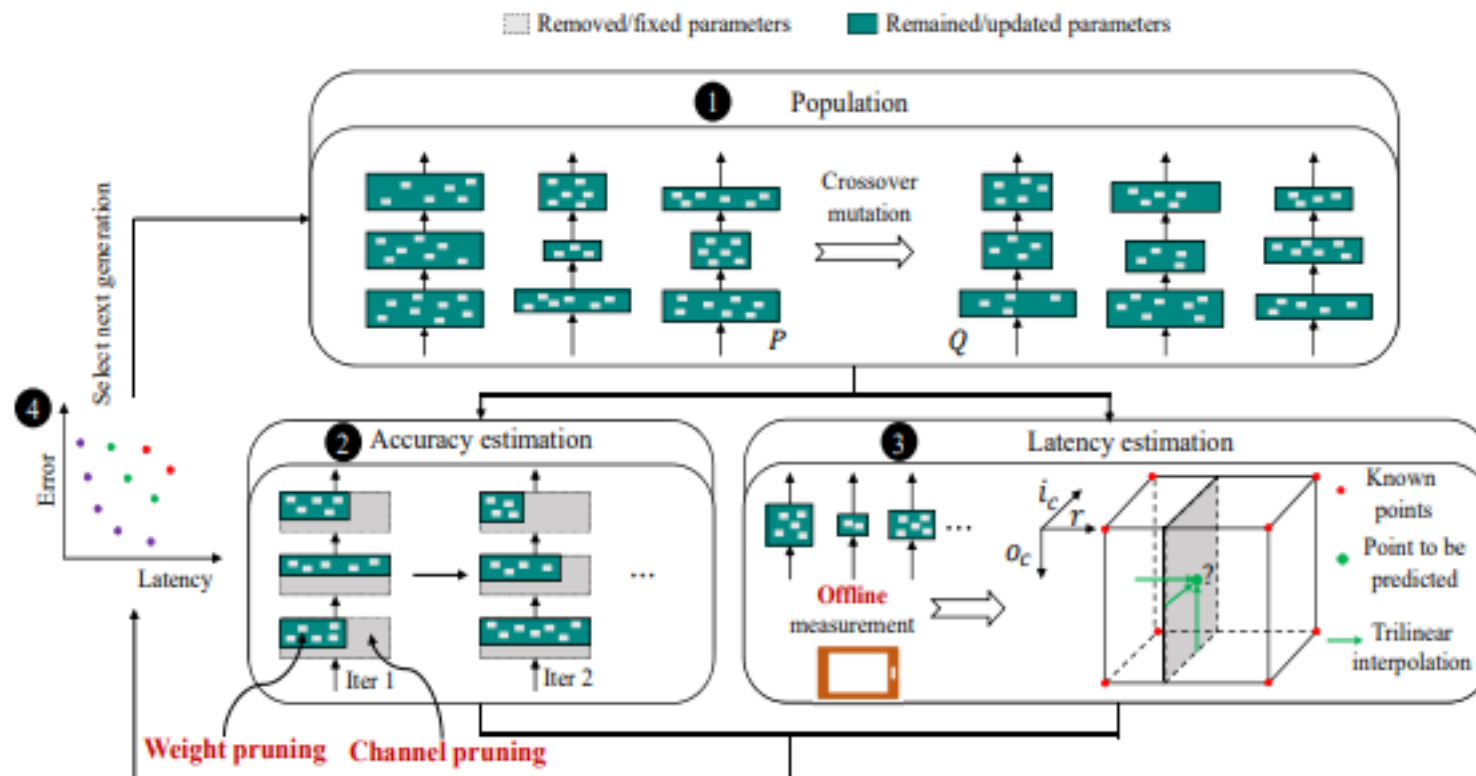 Removed/fixed parameters
Remained/updated parameters
1
Population
Crossover
mutation
P
Q
Select next generation
4
Error
Latency
2
Accuracy estimation
...
Iter 1
Iter 2
Weight pruning
Channel pruning
3
Latency estimation
...
Offline
measurement
i_c
r
o_c
?
Known
points
Point to be
predicted
Trilinear
interpolation